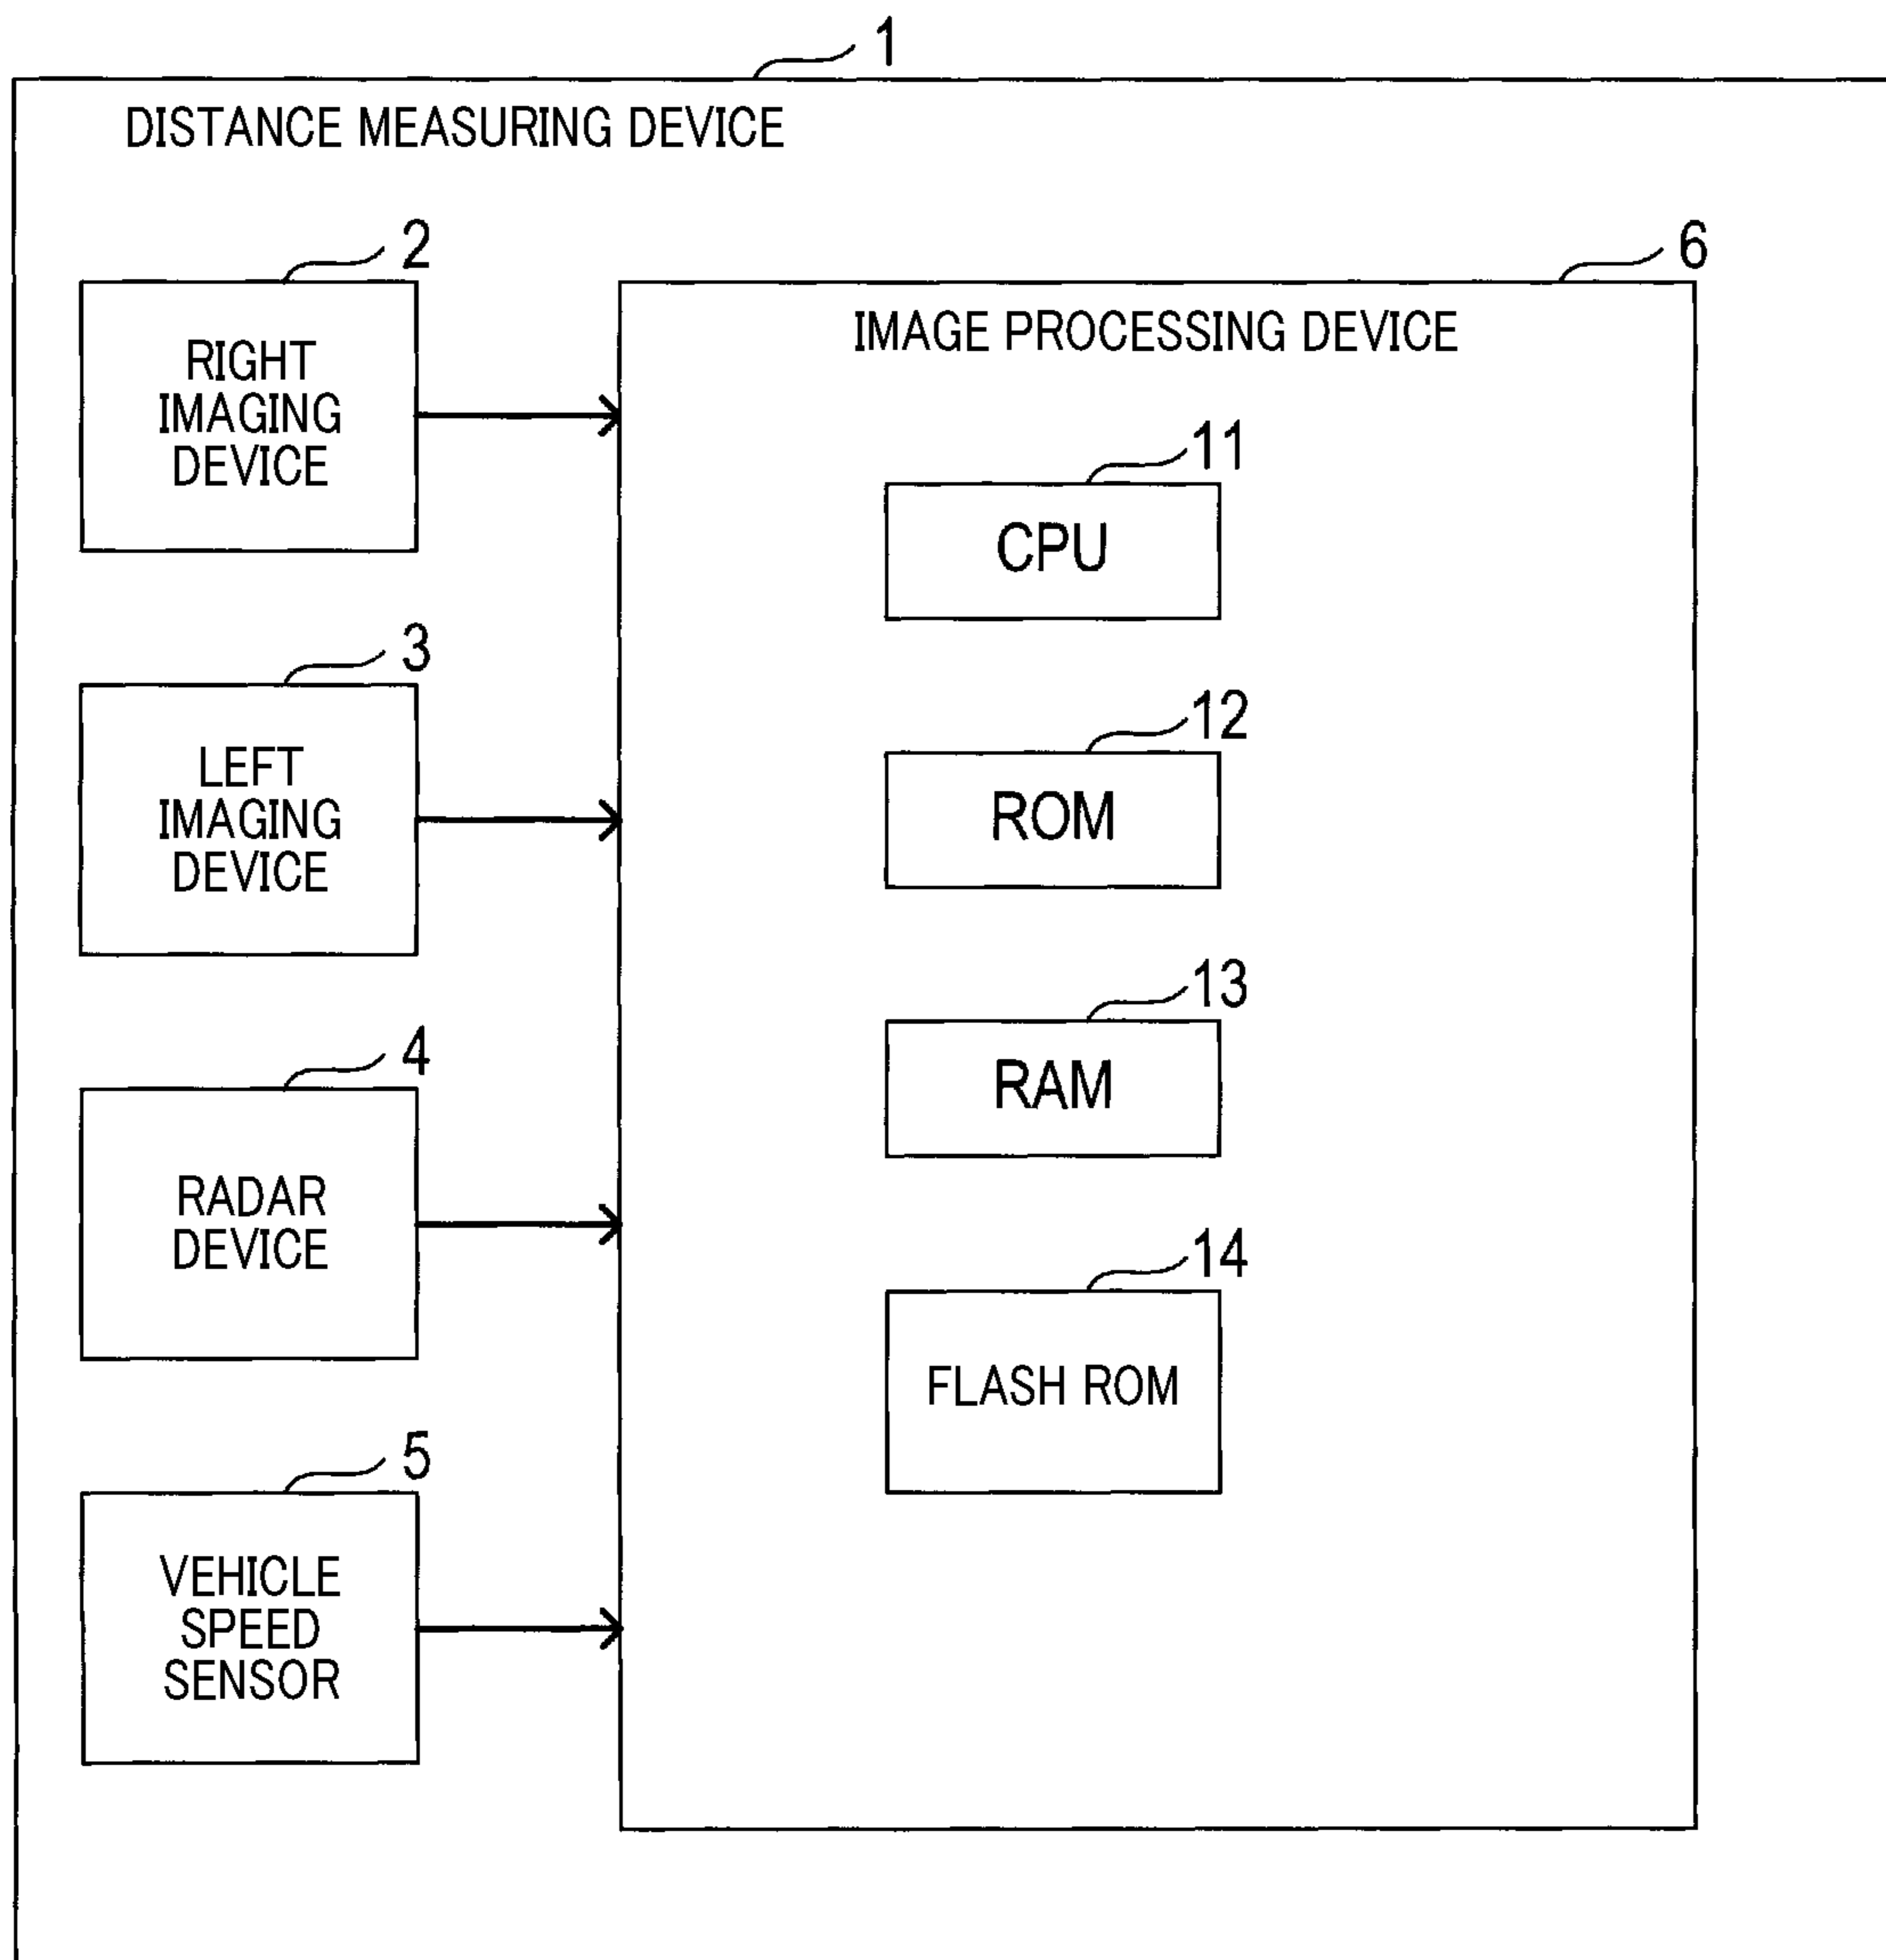 1
DISTANCE MEASURING DEVICE
2
RIGHT
IMAGING
DEVICE
3
LEFT
IMAGING
DEVICE
4
RADAR
DEVICE
5
VEHICLE
SPEED
SENSOR
6
IMAGE PROCESSING DEVICE
11
CPU
12
ROM
13
RAM
14
FLASH ROM